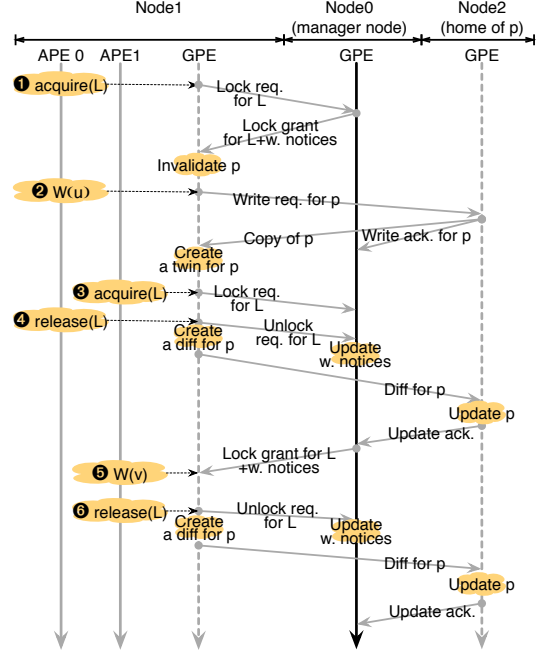 Node1
Node0
(manager node)
Node2
(home of p)
APE 0
APE1
GPE
GPE
GPE
❶ acquire(L)
Lock req.
for L
Lock grant
for L+w. notices
Invalidate p
❷ W(u)
Write req. for p
Write ack. for p
Copy of p
Create
a twin for p
❸ acquire(L)
Lock req.
for L
❹ release(L)
Unlock
req. for L
Create
a diff for p
Update
w. notices
Diff for p
Update p
Update ack.
Lock grant for L
+w. notices
❺ W(v)
❻ release(L)
Unlock req.
for L
Create
a diff for p
Update
w. notices
Diff for p
Update p
Update ack.